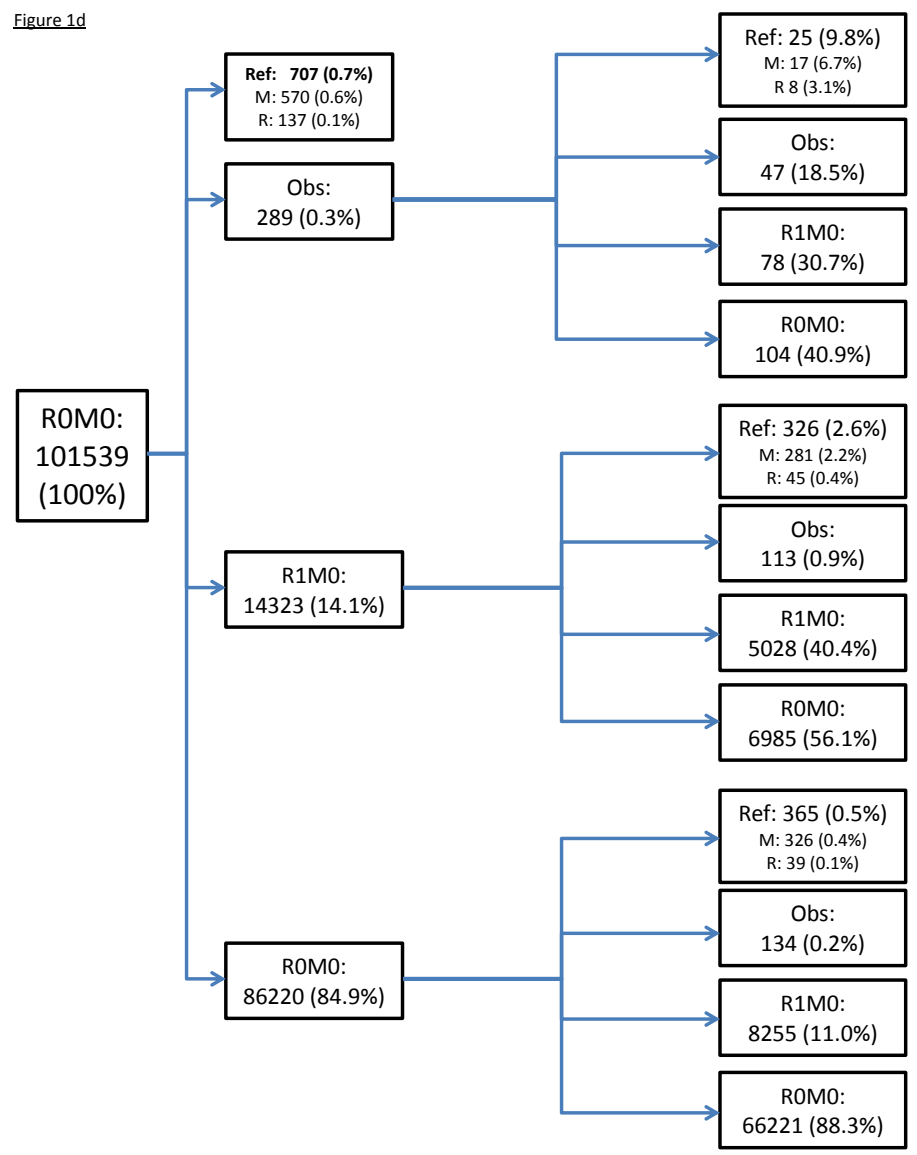 Figure 1d
Ref: 707 (0.7%)
M: 570 (0.6%)
R: 137 (0.1%)
Obs:
289 (0.3%)
Ref: 25 (9.8%)
M: 17 (6.7%)
R 8 (3.1%)
Obs:
47 (18.5%)
R1M0:
78 (30.7%)
R0M0:
104 (40.9%)
R0M0:
101539
(100%)
R1M0:
14323 (14.1%)
Ref: 326 (2.6%)
M: 281 (2.2%)
R: 45 (0.4%)
Obs:
113 (0.9%)
R1M0:
5028 (40.4%)
R0M0:
6985 (56.1%)
R0M0:
86220 (84.9%)
Ref: 365 (0.5%)
M: 326 (0.4%)
R: 39 (0.1%)
Obs:
134 (0.2%)
R1M0:
8255 (11.0%)
R0M0:
66221 (88.3%)